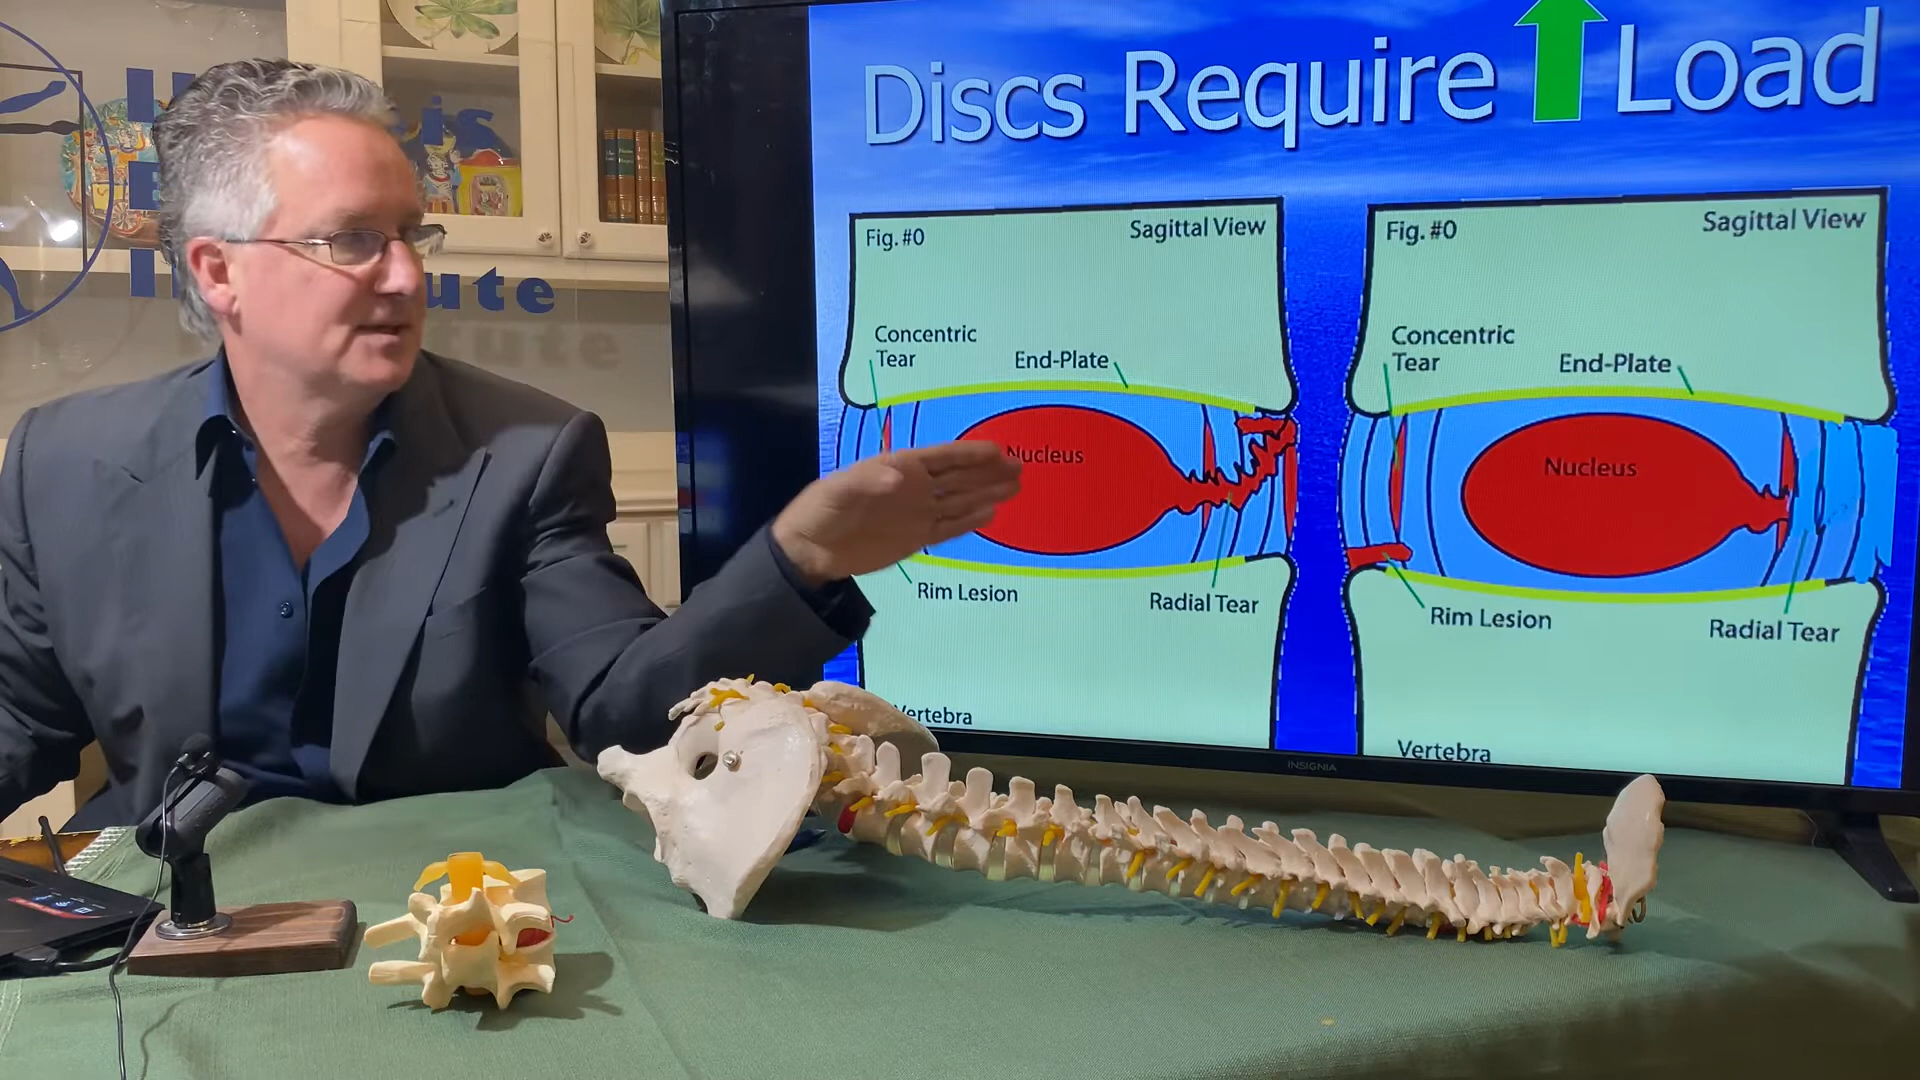 Discs Require Load
Fig. #0
Sagittal View
Concentric
Tear
End-Plate
Nucleus
Rim Lesion
Radial Tear
Vertebra
Fig. #0
Sagittal View
Concentric
Tear
End-Plate
Nucleus
Rim Lesion
Radial Tear
Vertebra
INSIGNIA